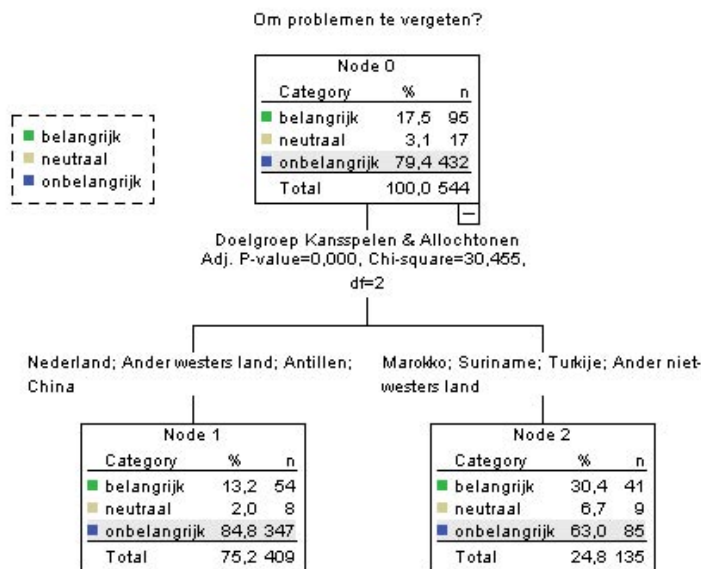 Om problemen te vergeten?
Node 0
Category % n
belangrijk 17,5 95
neutraal 3,1 17
onbelangrijk 79,4 432
Total 100,0 544
belangrijk
neutraal
onbelangrijk
Doelgroep Kansspelen & Allochtonen
Adj. P-value=0,000, Chi-square=30,455,
df=2
Nederland; Ander westers land; Antillen;
China
Marokko; Suriname; Turkije; Ander niet-
westers land
Node 1
Category % n
belangrijk 13,2 54
neutraal 2,0 8
onbelangrijk 84,8 347
Total 75,2 409
Node 2
Category % n
belangrijk 30,4 41
neutraal 6,7 9
onbelangrijk 63,0 85
Total 24,8 135